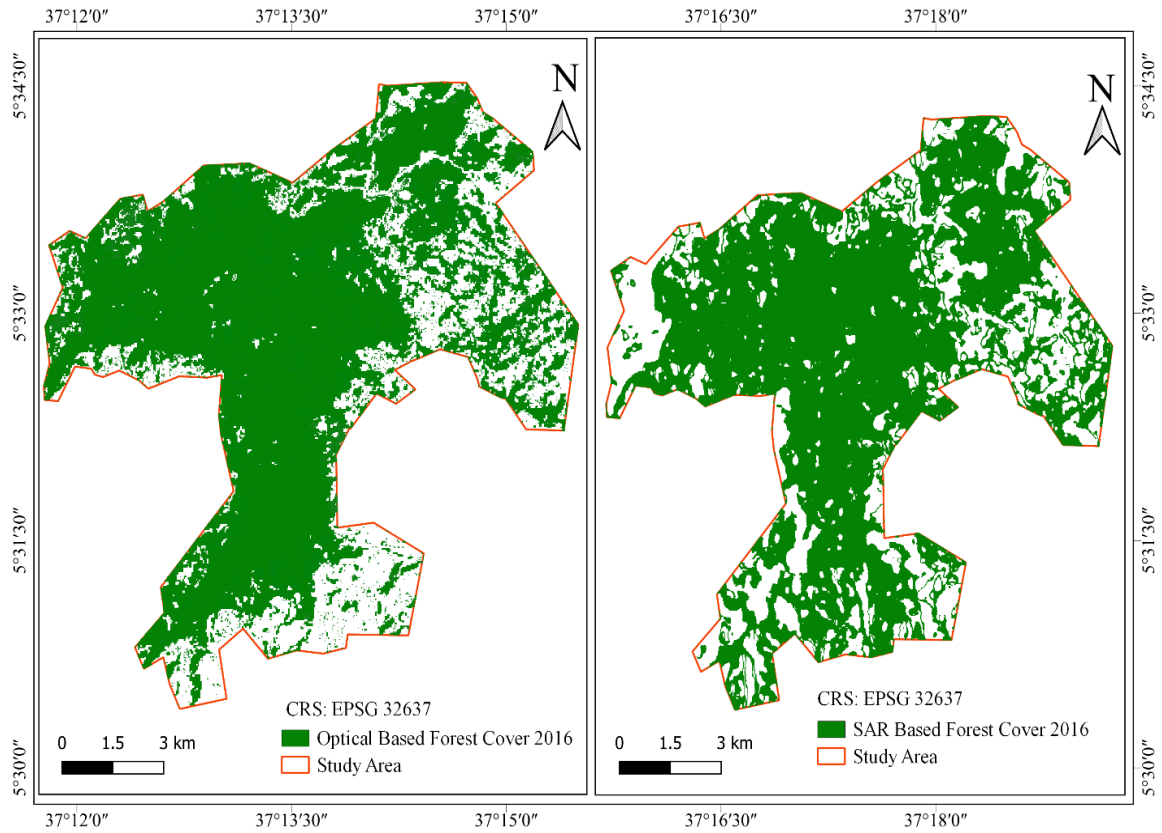 37°12′0″ 37°13′30″ 37°15′0″ 37°16′30″ 37°18′0″
5°34′30″
5°33′0″
5°31′30″
5°30′0″
N
CRS: EPSG 32637
Optical Based Forest Cover 2016
Study Area
0 1.5 3 km
N
CRS: EPSG 32637
SAR Based Forest Cover 2016
Study Area
0 1.5 3 km
5°34′30″
5°33′0″
5°31′30″
5°30′0″
37°12′0″ 37°13′30″ 37°15′0″ 37°16′30″ 37°18′0″